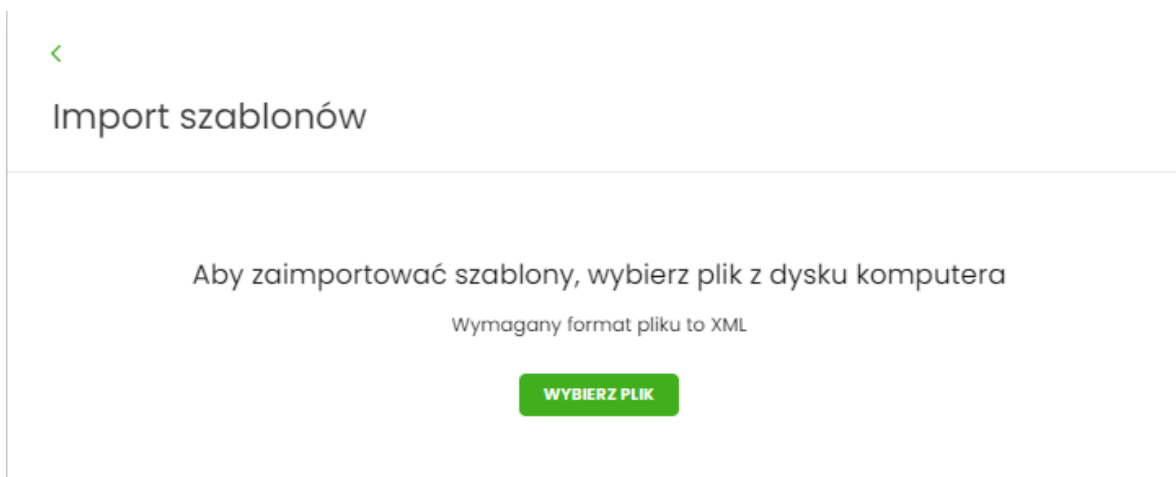 Import szablonów
Aby zaimportować szablony, wybierz plik z dysku komputera
Wymagany format pliku to XML
WYBIERZ PLIK